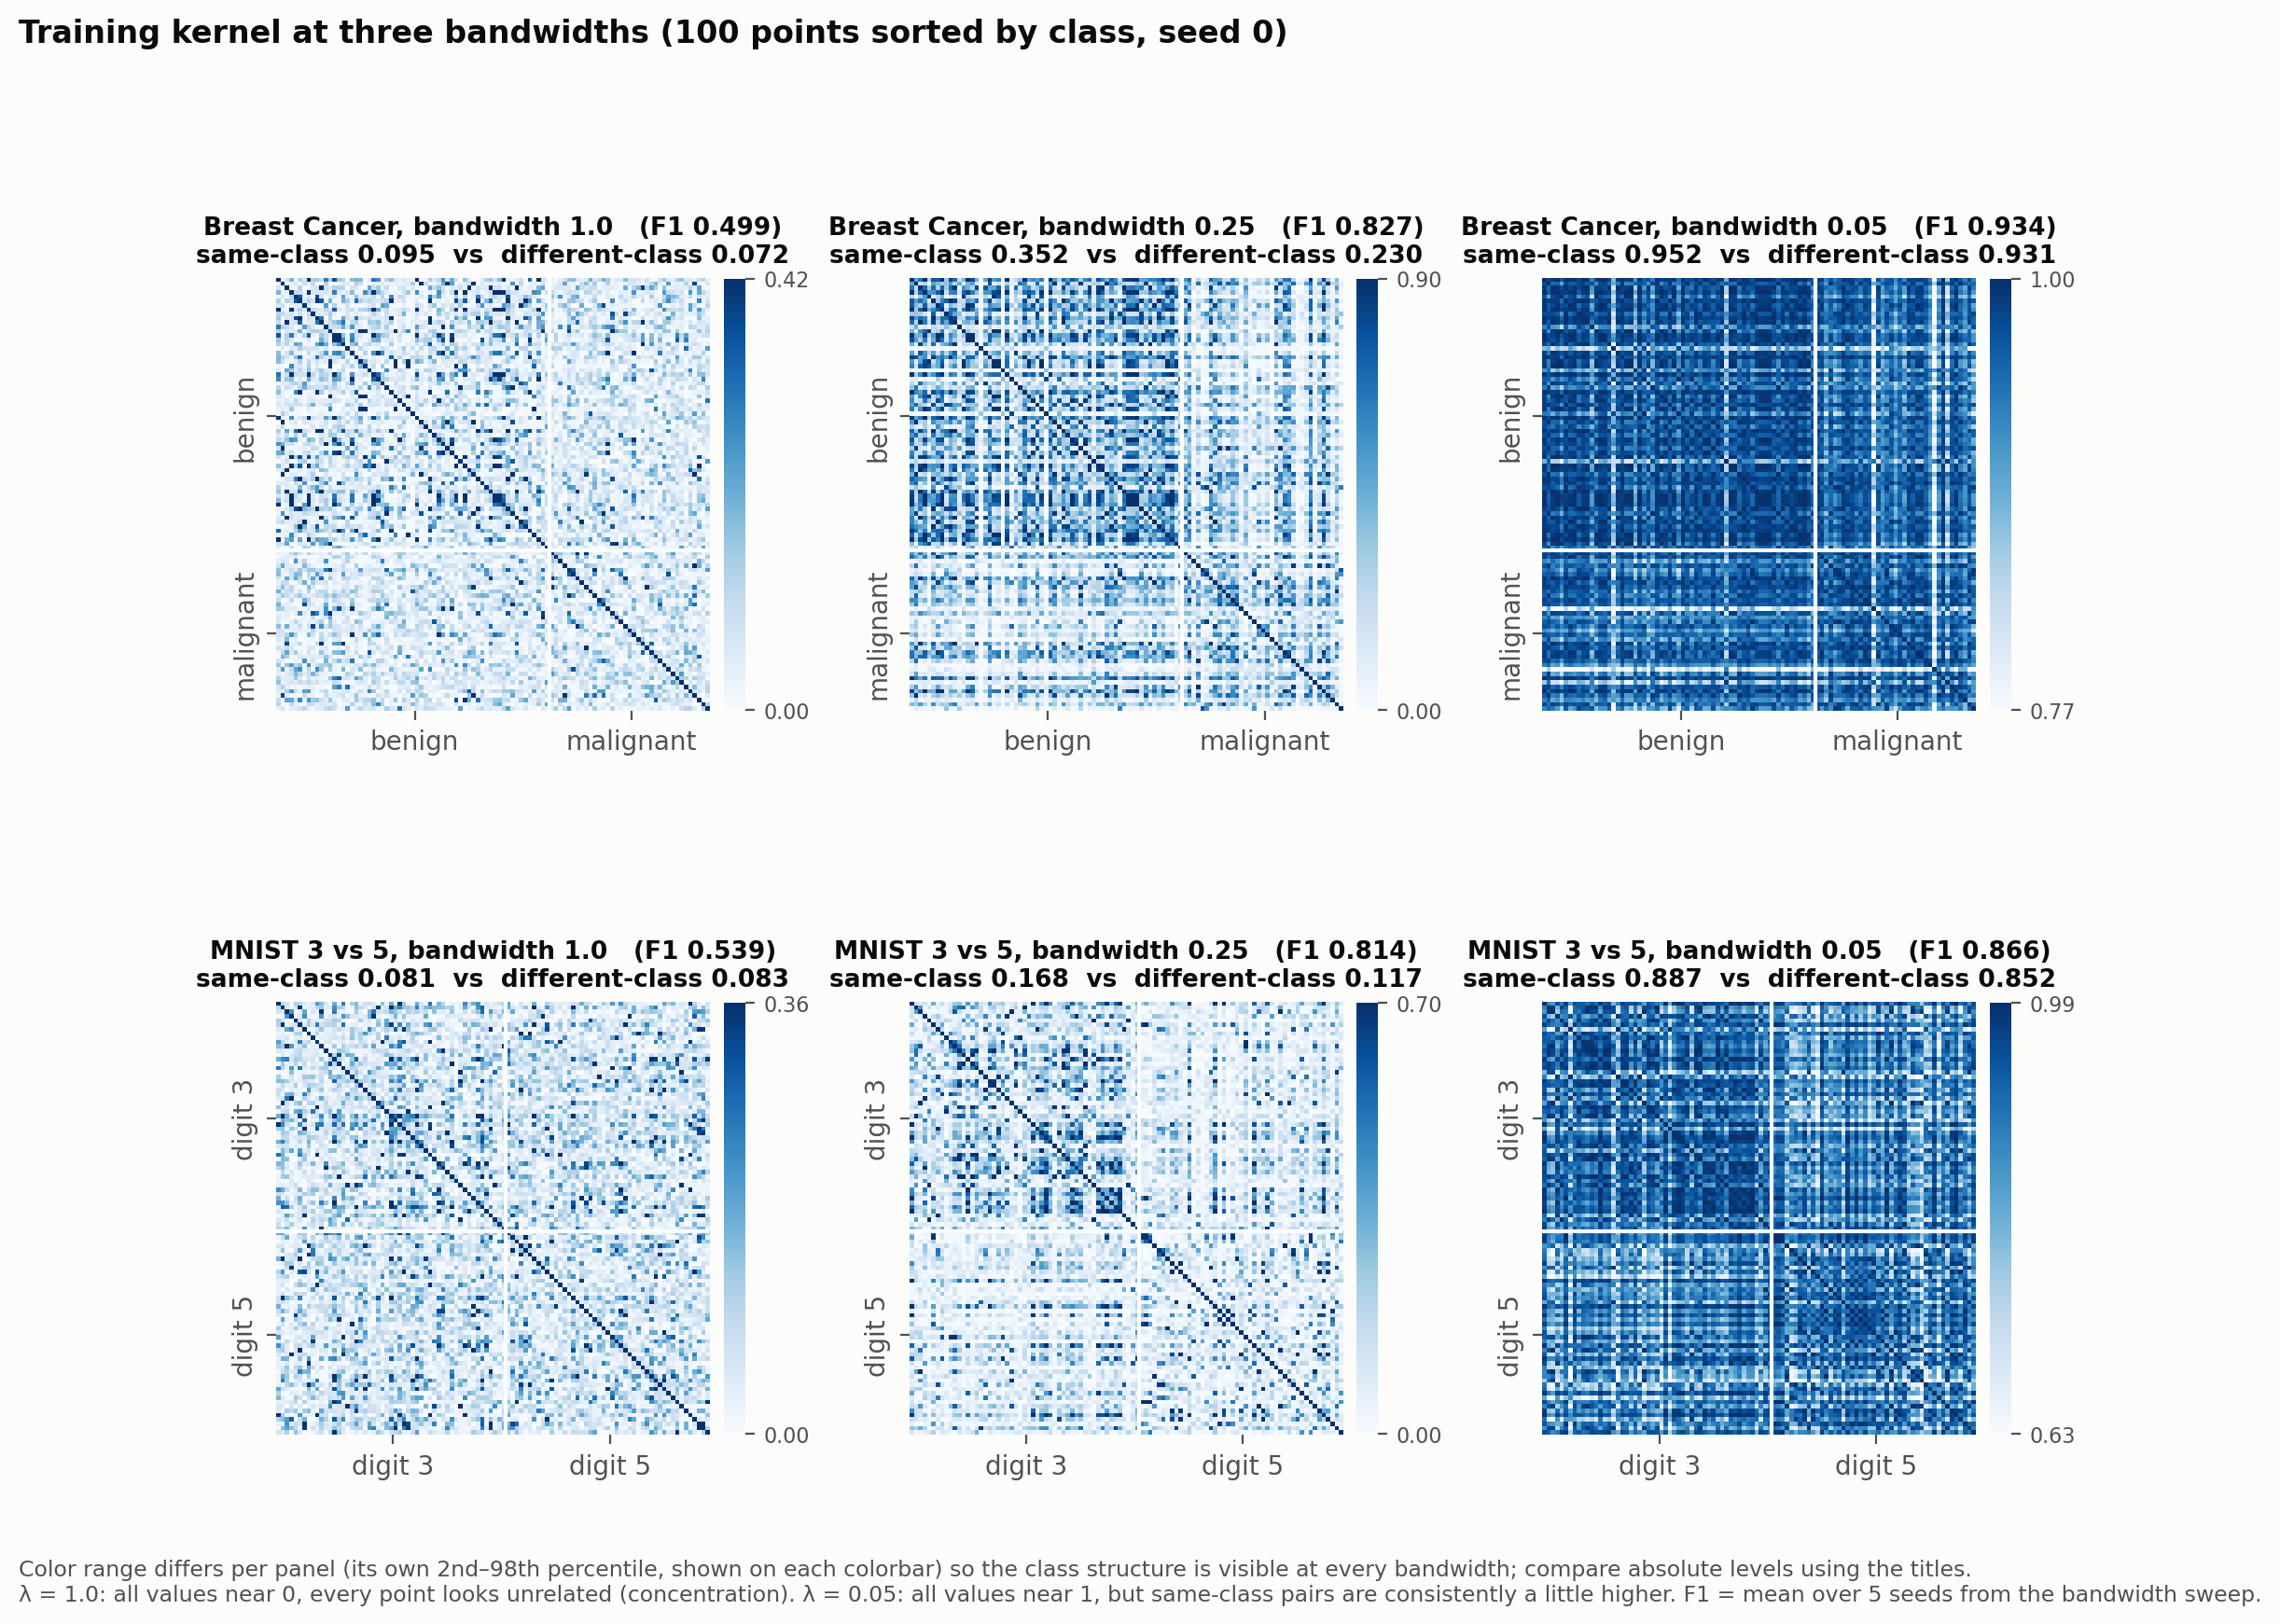 Training kernel at three bandwidths (100 points sorted by class, seed 0)
Breast Cancer, bandwidth 1.0   (F1 0.499)
same-class 0.095  vs  different-class 0.072
0.42
0.00
benign
malignant
benign
malignant
Breast Cancer, bandwidth 0.25   (F1 0.827)
same-class 0.352  vs  different-class 0.230
0.90
0.00
benign
malignant
benign
malignant
Breast Cancer, bandwidth 0.05   (F1 0.934)
same-class 0.952  vs  different-class 0.931
1.00
0.77
benign
malignant
benign
malignant
MNIST 3 vs 5, bandwidth 1.0   (F1 0.539)
same-class 0.081  vs  different-class 0.083
0.36
0.00
digit 3
digit 5
digit 3
digit 5
MNIST 3 vs 5, bandwidth 0.25   (F1 0.814)
same-class 0.168  vs  different-class 0.117
0.70
0.00
digit 3
digit 5
digit 3
digit 5
MNIST 3 vs 5, bandwidth 0.05   (F1 0.866)
same-class 0.887  vs  different-class 0.852
0.99
0.63
digit 3
digit 5
digit 3
digit 5
Color range differs per panel (its own 2nd–98th percentile, shown on each colorbar) so the class structure is visible at every bandwidth; compare absolute levels using the titles.
λ = 1.0: all values near 0, every point looks unrelated (concentration). λ = 0.05: all values near 1, but same-class pairs are consistently a little higher. F1 = mean over 5 seeds from the bandwidth sweep.